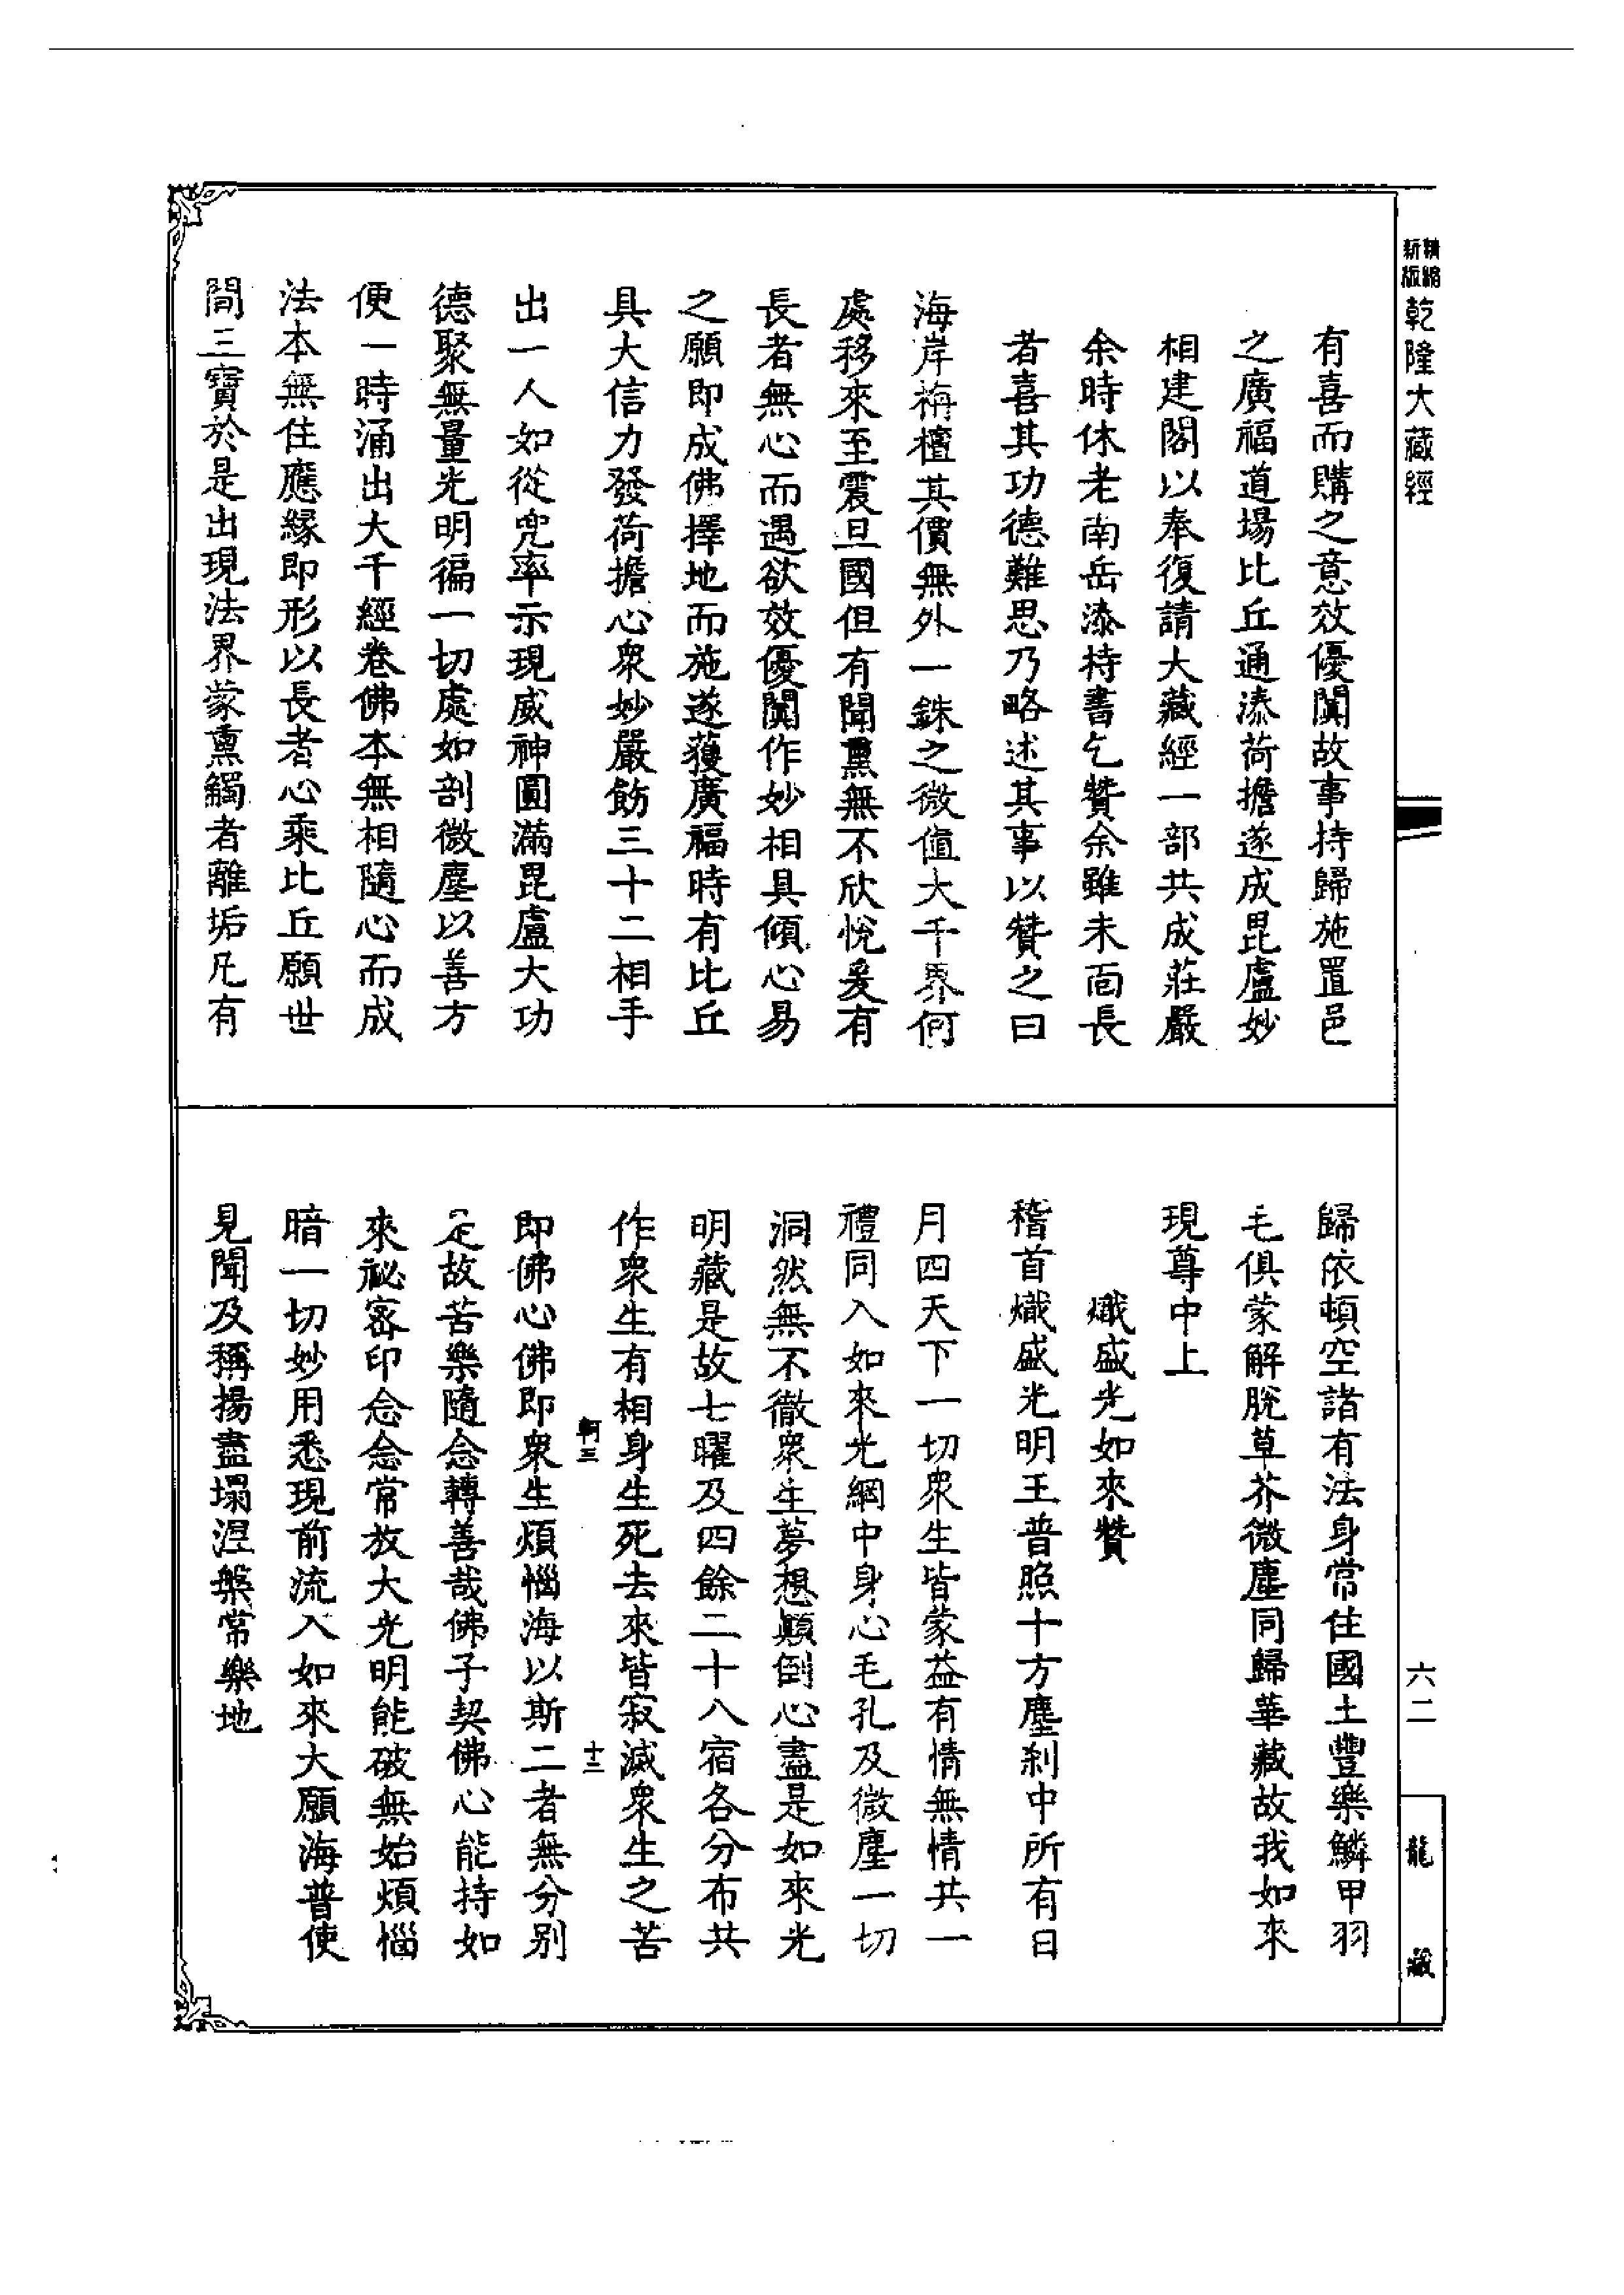 精縮新版
乾隆大藏經
有喜而購之意效優闐故事持歸施置邑
之廣福道場比丘通漆荷擔遂成毘盧妙
相建閣以奉復請大藏經一部共成莊嚴
余時休老南岳漆持書乞贊余雖未面長
者喜其功德難思乃略述其事以贊之曰
海岸栴檀其價無外一銖之微值大千界何
處移來至震旦國但有聞熏無不欣悅爰有
長者無心而遇欲效優闐作妙相具傾心易
之願即成佛擇地而施遂獲廣福時有比丘
具大信力發荷擔心衆妙嚴飭三十二相手
出一人如從兜率示現威神圓滿毘盧大功
德聚無量光明徧一切處如剖微塵以善方
便一時涌出大千經卷佛本無相隨心而成
法本無住應緣即形以長者心乘比丘願世
間三寶於是出現法界蒙熏觸者離垢凡有
歸依頓空諸有法身常住國土豐樂鱗甲羽
毛俱蒙解脫草芥微塵同歸華藏故我如來
現尊中上
熾盛光如來贊
稽首熾盛光明王普照十方塵刹中所有日
月四天下一切衆生皆蒙益有情無情共一
禮同入如來光網中身心毛孔及微塵一切
洞然無不徹衆生夢想顚倒心盡是如來光
明藏是故七曜及四餘二十八宿各分布共
作衆生有相身生死去來皆寂滅衆生之苦
軻三
十三
即佛心佛即衆生煩惱海以斯二者無分別
定故苦樂隨念轉善哉佛子契佛心能持如
來祕密印念念常放大光明能破無始煩惱
暗一切妙用悉現前流入如來大願海普使
見聞及稱揚盡蹋涅槃常樂地
六二
龍藏